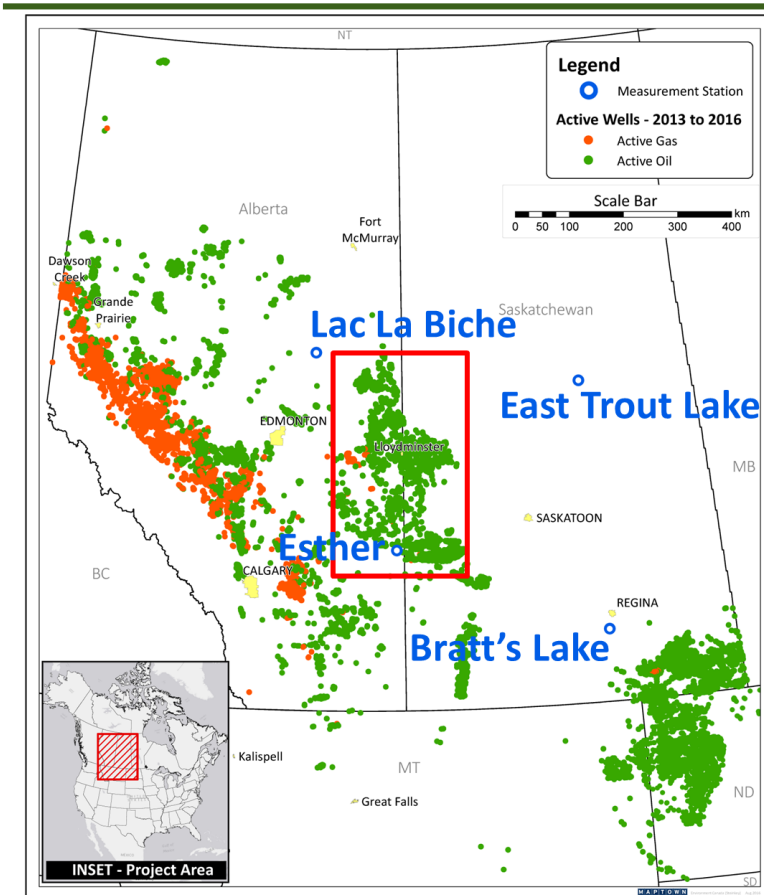 NT
Legend
Measurement Station
Active Wells - 2013 to 2016
Active Gas
Active Oil
Scale Bar
km
0 50 100 200 300 400
Alberta
Fort
McMurray
Dawson
Creek
Grande
Prairie
Saskatchewan
Lac La Biche
East Trout Lake
EDMONTON
Lloydminster
MB
SASKATOON
Esther
BC
CALGARY
REGINA
Bratt's Lake
Kalispell
MT
Great Falls
ND
INSET - Project Area
SD
MAPTOWN